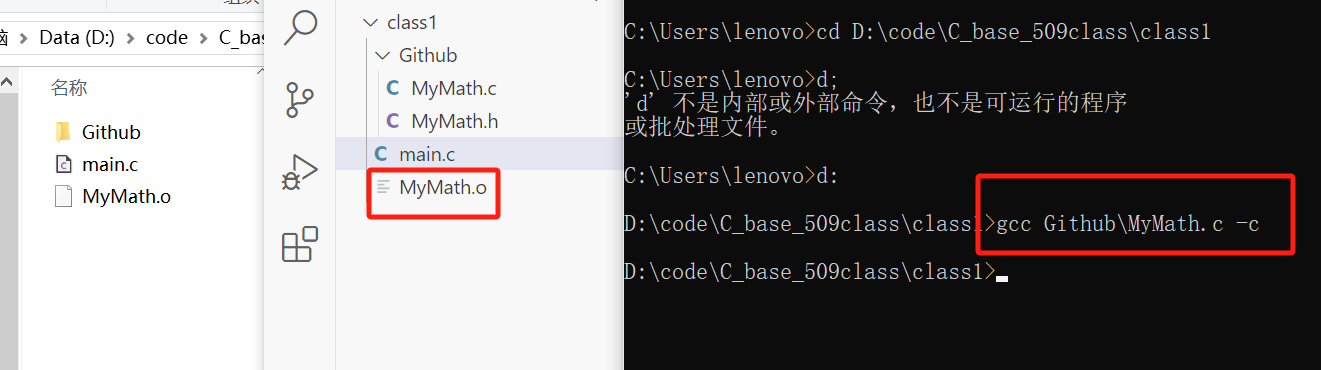 Data (D:) > code > C_ba
名称
Github
main.c
MyMath.o
class1
Github
C MyMath.c
C MyMath.h
C main.c
MyMath.o
C:\Users\lenovo>cd D:\code\C_base_509class\class1
C:\Users\lenovo>d;
'd' 不是内部或外部命令，也不是可运行的程序
或批处理文件。
C:\Users\lenovo>d:
D:\code\C_base_509class\class1>gcc Github\MyMath.c -c
D:\code\C_base_509class\class1>